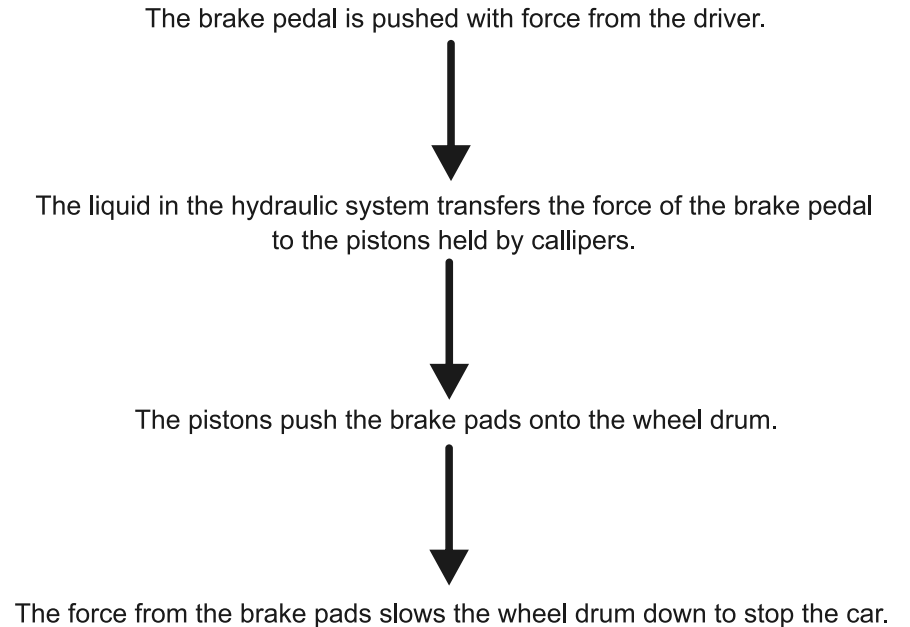 The brake pedal is pushed with force from the driver.
The liquid in the hydraulic system transfers the force of the brake pedal
to the pistons held by callipers.
The pistons push the brake pads onto the wheel drum.
The force from the brake pads slows the wheel drum down to stop the car.